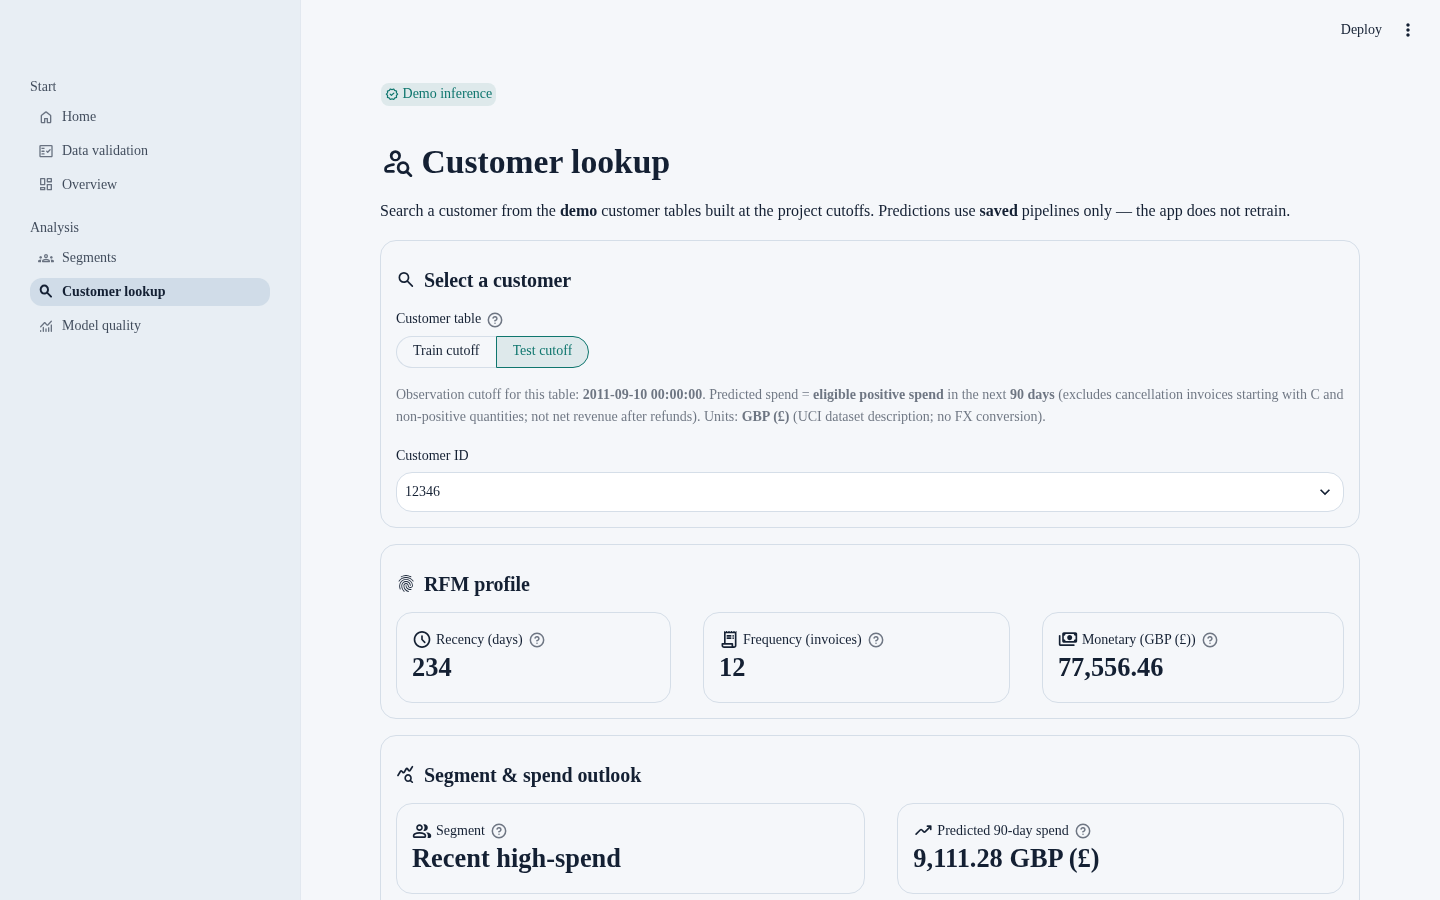 Deploy
Start
Home
Data validation
Overview
Analysis
Segments
Customer lookup
Model quality
Demo inference
Customer lookup
Search a customer from the demo customer tables built at the project cutoffs. Predictions use saved pipelines only — the app does not retrain.
Select a customer
Customer table
Train cutoff Test cutoff
Observation cutoff for this table: 2011-09-10 00:00:00. Predicted spend = eligible positive spend in the next 90 days (excludes cancellation invoices starting with C and
non-positive quantities; not net revenue after refunds). Units: GBP (£) (UCI dataset description; no FX conversion).
Customer ID
12346
RFM profile
Recency (days)
234
Frequency (invoices)
12
Monetary (GBP (£))
77,556.46
Segment & spend outlook
Segment
Recent high-spend
Predicted 90-day spend
9,111.28 GBP (£)